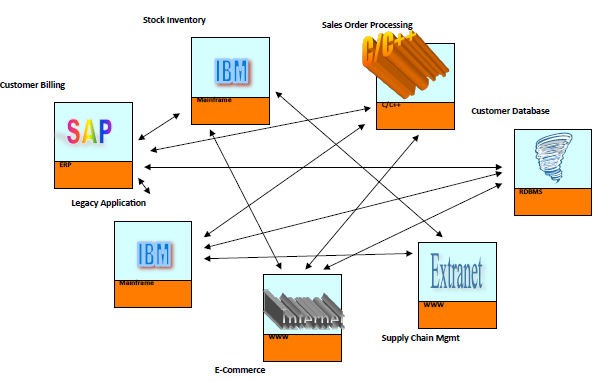 Stock Inventory
IBM
Mainframe
Sales Order Processing
C/C++
C/C++
Customer Billing
SAP
ERP
Customer Database
RDBMS
Legacy Application
IBM
Mainframe
Internet
WWW
E-Commerce
Extranet
WWW
Supply Chain Mgmt